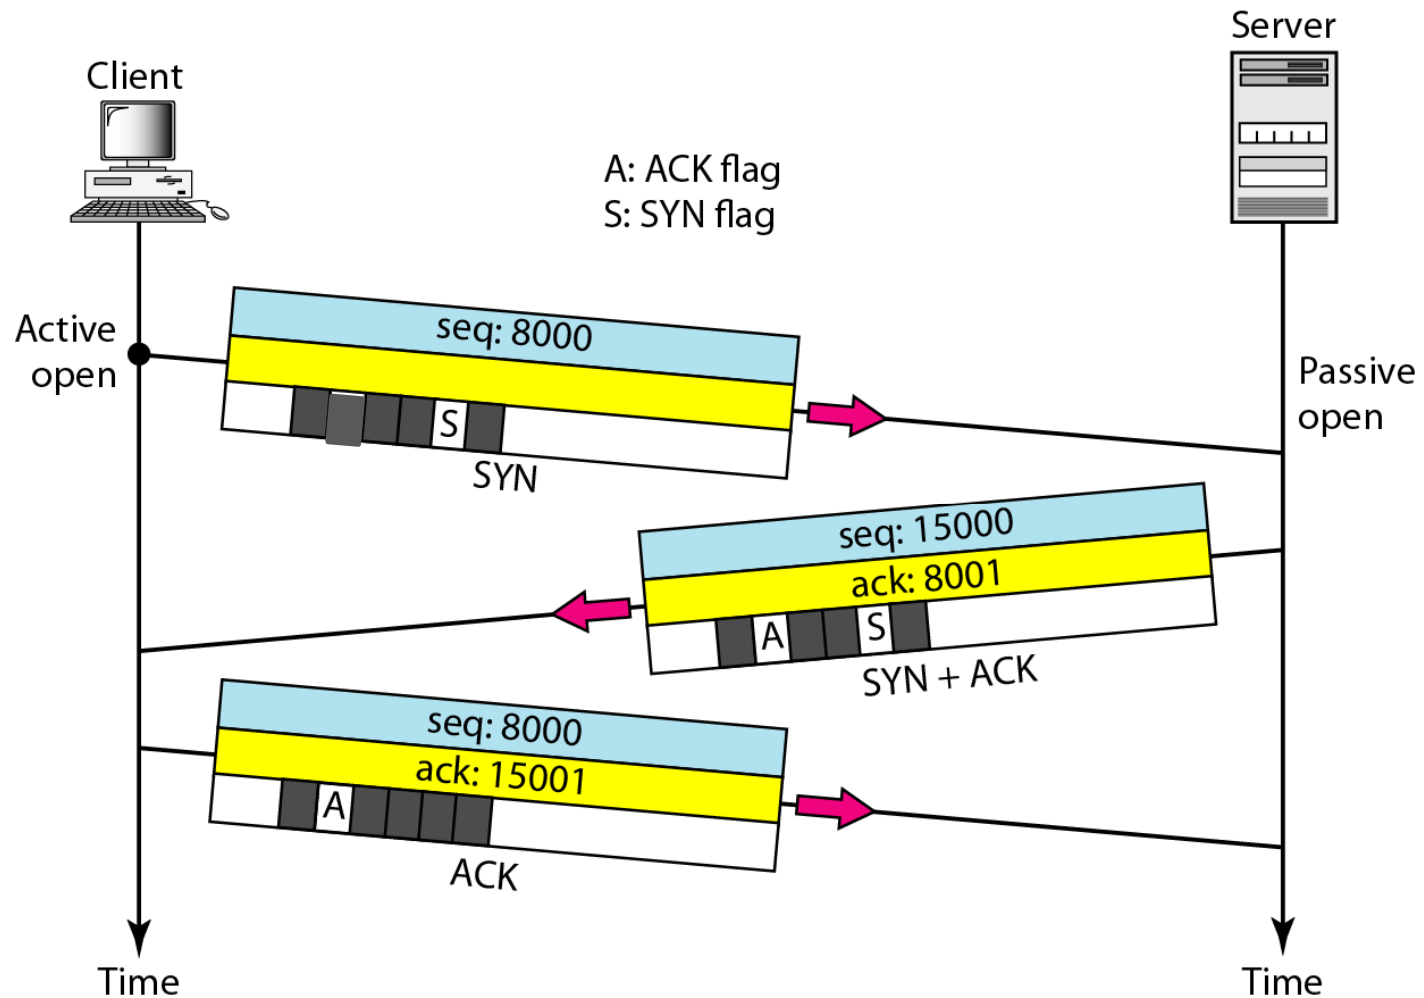 Client
Server
A: ACK flag
S: SYN flag
Active
open
Passive
open
seq: 8000
S
SYN
seq: 15000
ack: 8001
A S
SYN + ACK
seq: 8000
ack: 15001
A
ACK
Time
Time